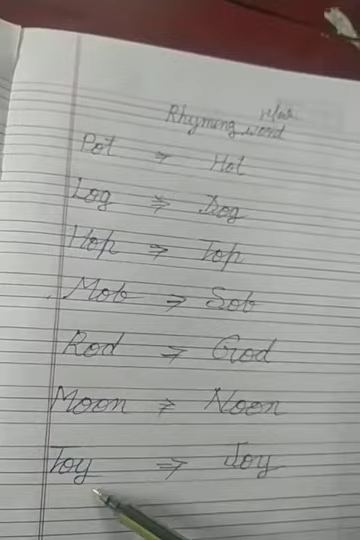 Rhyming word
Pot → Hot
Log ⇒ Dog
Hop ⇒ Top
Mob ⇒ Sob
Rod ⇒ God
Moon ⇒ Noon
Toy ⇒ Joy